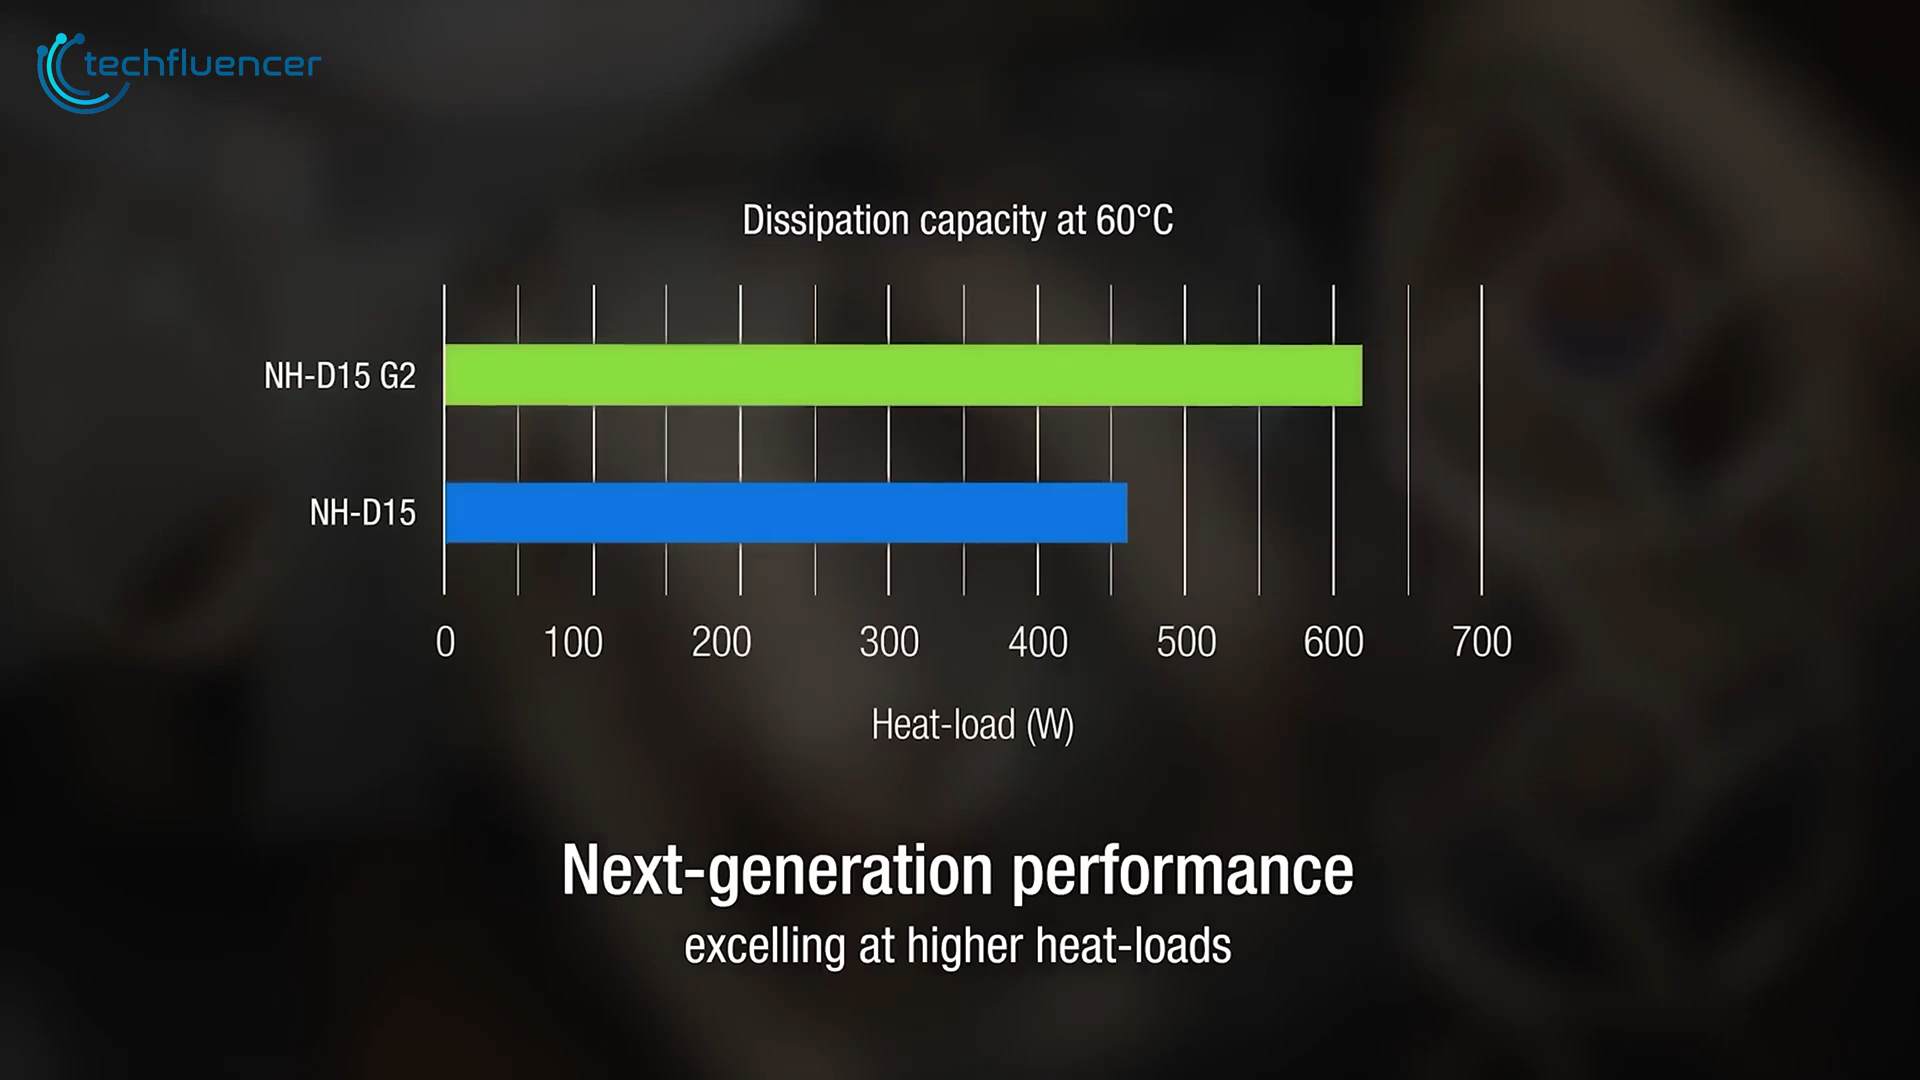 techfluencer
Dissipation capacity at 60°C
NH-D15 G2
NH-D15
0 100 200 300 400 500 600 700
Heat-load (W)
Next-generation performance
excelling at higher heat-loads